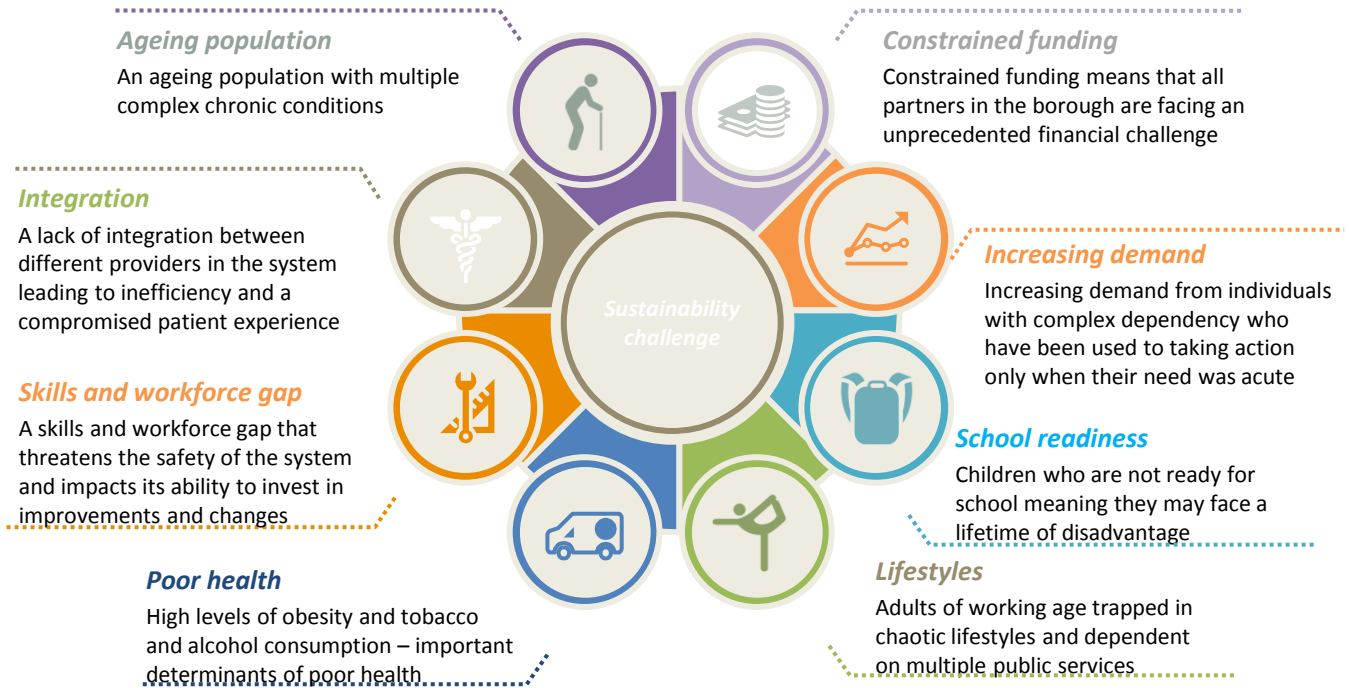 Ageing population
An ageing population with multiple
complex chronic conditions
Constrained funding
Constrained funding means that all
partners in the borough are facing an
unprecedented financial challenge
Integration
A lack of integration between
different providers in the system
leading to inefficiency and a
compromised patient experience
Increasing demand
Increasing demand from individuals
with complex dependency who
have been used to taking action
only when their need was acute
Sustainability
challenge
Skills and workforce gap
A skills and workforce gap that
threatens the safety of the system
and impacts its ability to invest in
improvements and changes
School readiness
Children who are not ready for
school meaning they may face a
lifetime of disadvantage
Poor health
High levels of obesity and tobacco
and alcohol consumption – important
determinants of poor health
Lifestyles
Adults of working age trapped in
chaotic lifestyles and dependent
on multiple public services